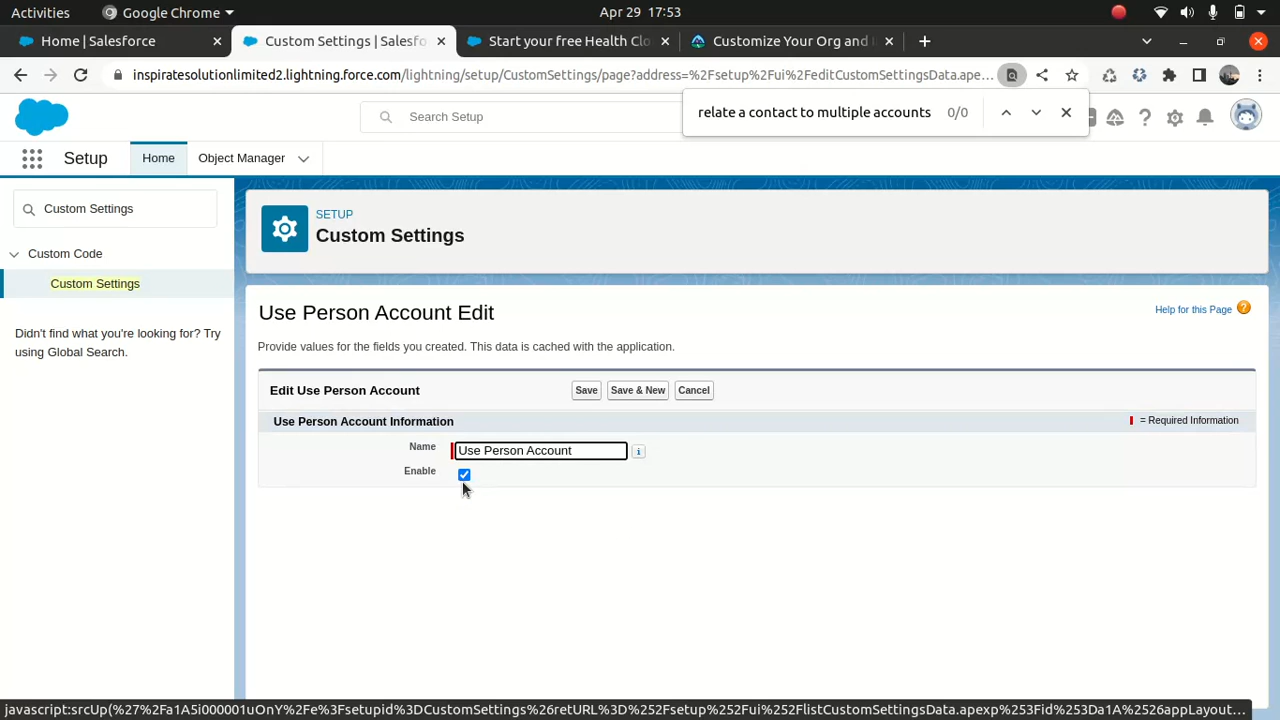 Activities
Google Chrome
Apr 29 17:53
Home | Salesforce
Custom Settings | Salesfo
Start your free Health Clo
Customize Your Org and
inspiratesolutionlimited2.lightning.force.com/lightning/setup/CustomSettings/page?address=%2Fsetup%2Fui%2FeditCustomSettingsData.ape...
relate a contact to multiple accounts 0/0
Search Setup
Setup
Home
Object Manager
Custom Settings
Custom Code
Custom Settings
Didn't find what you're looking for? Try
using Global Search.
SETUP
Custom Settings
Use Person Account Edit
Help for this Page
Provide values for the fields you created. This data is cached with the application.
Edit Use Person Account
Save
Save & New
Cancel
Use Person Account Information
= Required Information
Name
Use Person Account
Enable
javascript:srcUp(%27%2Fa1A5i000001uOnY%2Fe%3Fsetupid%3DCustomSettings%26retURL%3D%252Fsetup%252Fui%252FlistCustomSettingsData.apexp%253Fid%253Da1A%2526appLayout...